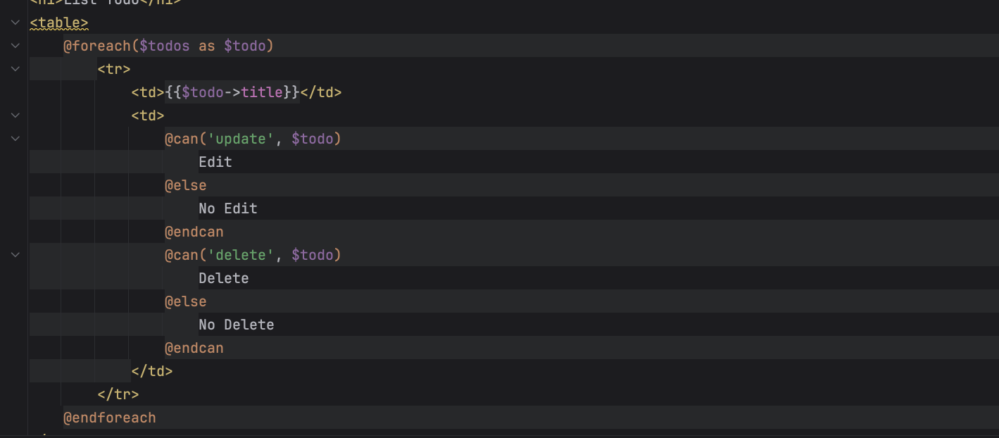 <h1>List Todo</h1>
<table>
@foreach($todos as $todo)
<tr>
<td>{{$todo->title}}</td>
<td>
@can('update', $todo)
Edit
@else
No Edit
@endcan
@can('delete', $todo)
Delete
@else
No Delete
@endcan
</td>
</tr>
@endforeach